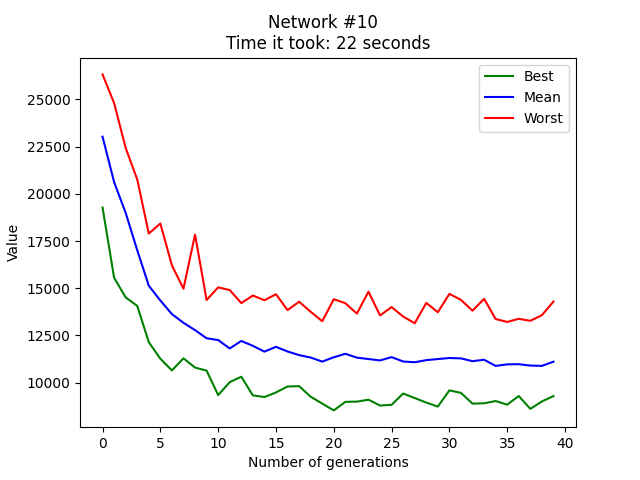 Network #10
Time it took: 22 seconds
Best
Mean
Worst
Value
25000
22500
20000
17500
15000
12500
10000
0 5 10 15 20 25 30 35 40
Number of generations